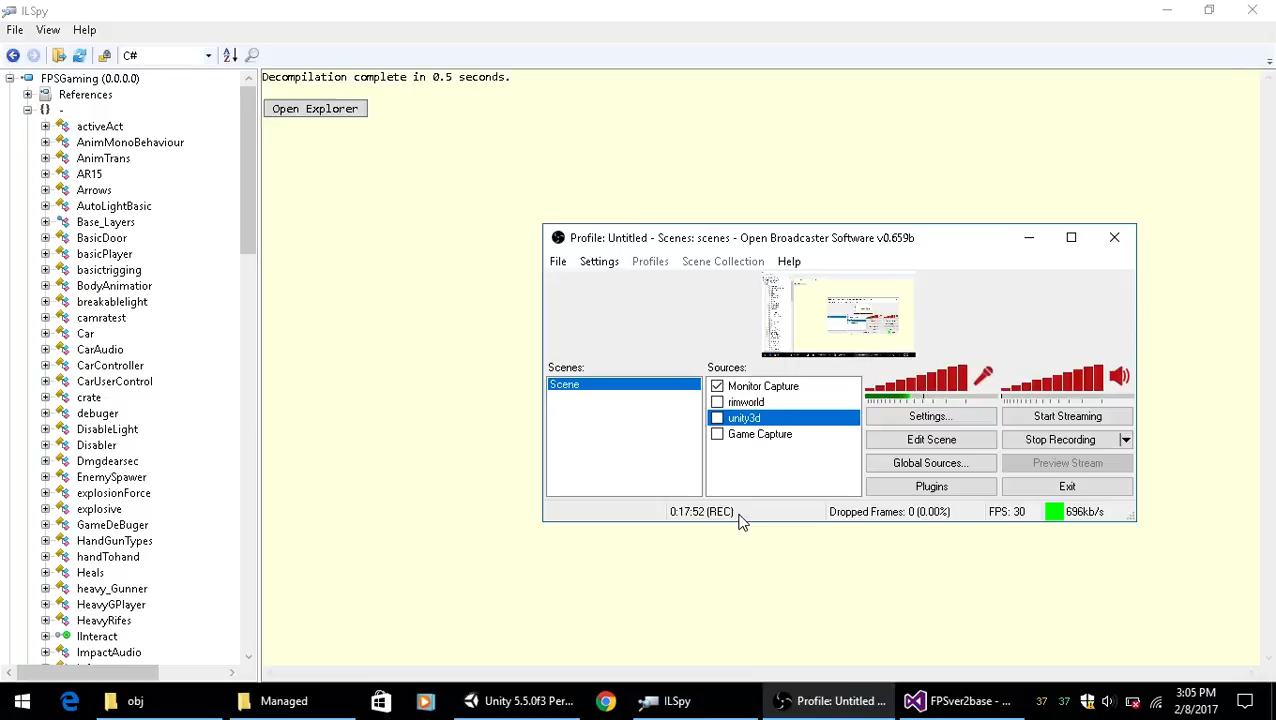 ILSpy
File View Help
C#
FPSGaming (0.0.0.0)
References
{} -
activeAct
AnimMonoBehaviour
AnimTrans
AR15
Arrows
AutoLightBasic
Base_Layers
BasicDoor
basicPlayer
basictrigging
BodyAnimatior
breakablelight
camratest
Car
CarAudio
CarController
CarUserControl
crate
debuger
DisableLight
Disabler
Dmgdearsec
EnemySpawer
explosionForce
explosive
GameDeBuger
HandGunTypes
handTohand
Heals
heavy_Gunner
HeavyGPlayer
HeavyRifes
IInteract
ImpactAudio
Decompilation complete in 0.5 seconds.
Open Explorer
Profile: Untitled - Scenes: scenes - Open Broadcaster Software v0.659b
File Settings Profiles Scene Collection Help
Scenes:
Scene
Sources:
Monitor Capture
rimworld
unity3d
Game Capture
Settings... Start Streaming
Edit Scene Stop Recording
Global Sources... Preview Stream
Plugins Exit
0:17:52 (REC) Dropped Frames: 0 (0.00%) FPS: 30 696kb/s
obj Managed Unity 5.5.0f3 Per... ILSpy Profile: Untitled ... FPSver2base - ... 37 37
3:05 PM
2/8/2017